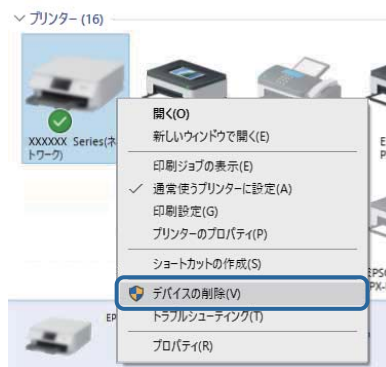 プリンター (16)
XXXXXX Series(ネ
トワーク)
開く(O)
新しいウィンドウで開く(E)
印刷ジョブの表示(E)
通常使うプリンターに設定(A)
印刷設定(G)
プリンターのプロパティ(P)
ショートカットの作成(S)
デバイスの削除(V)
トラブルシューティング(T)
プロパティ(R)
E
P
EPSO
PX-
EP